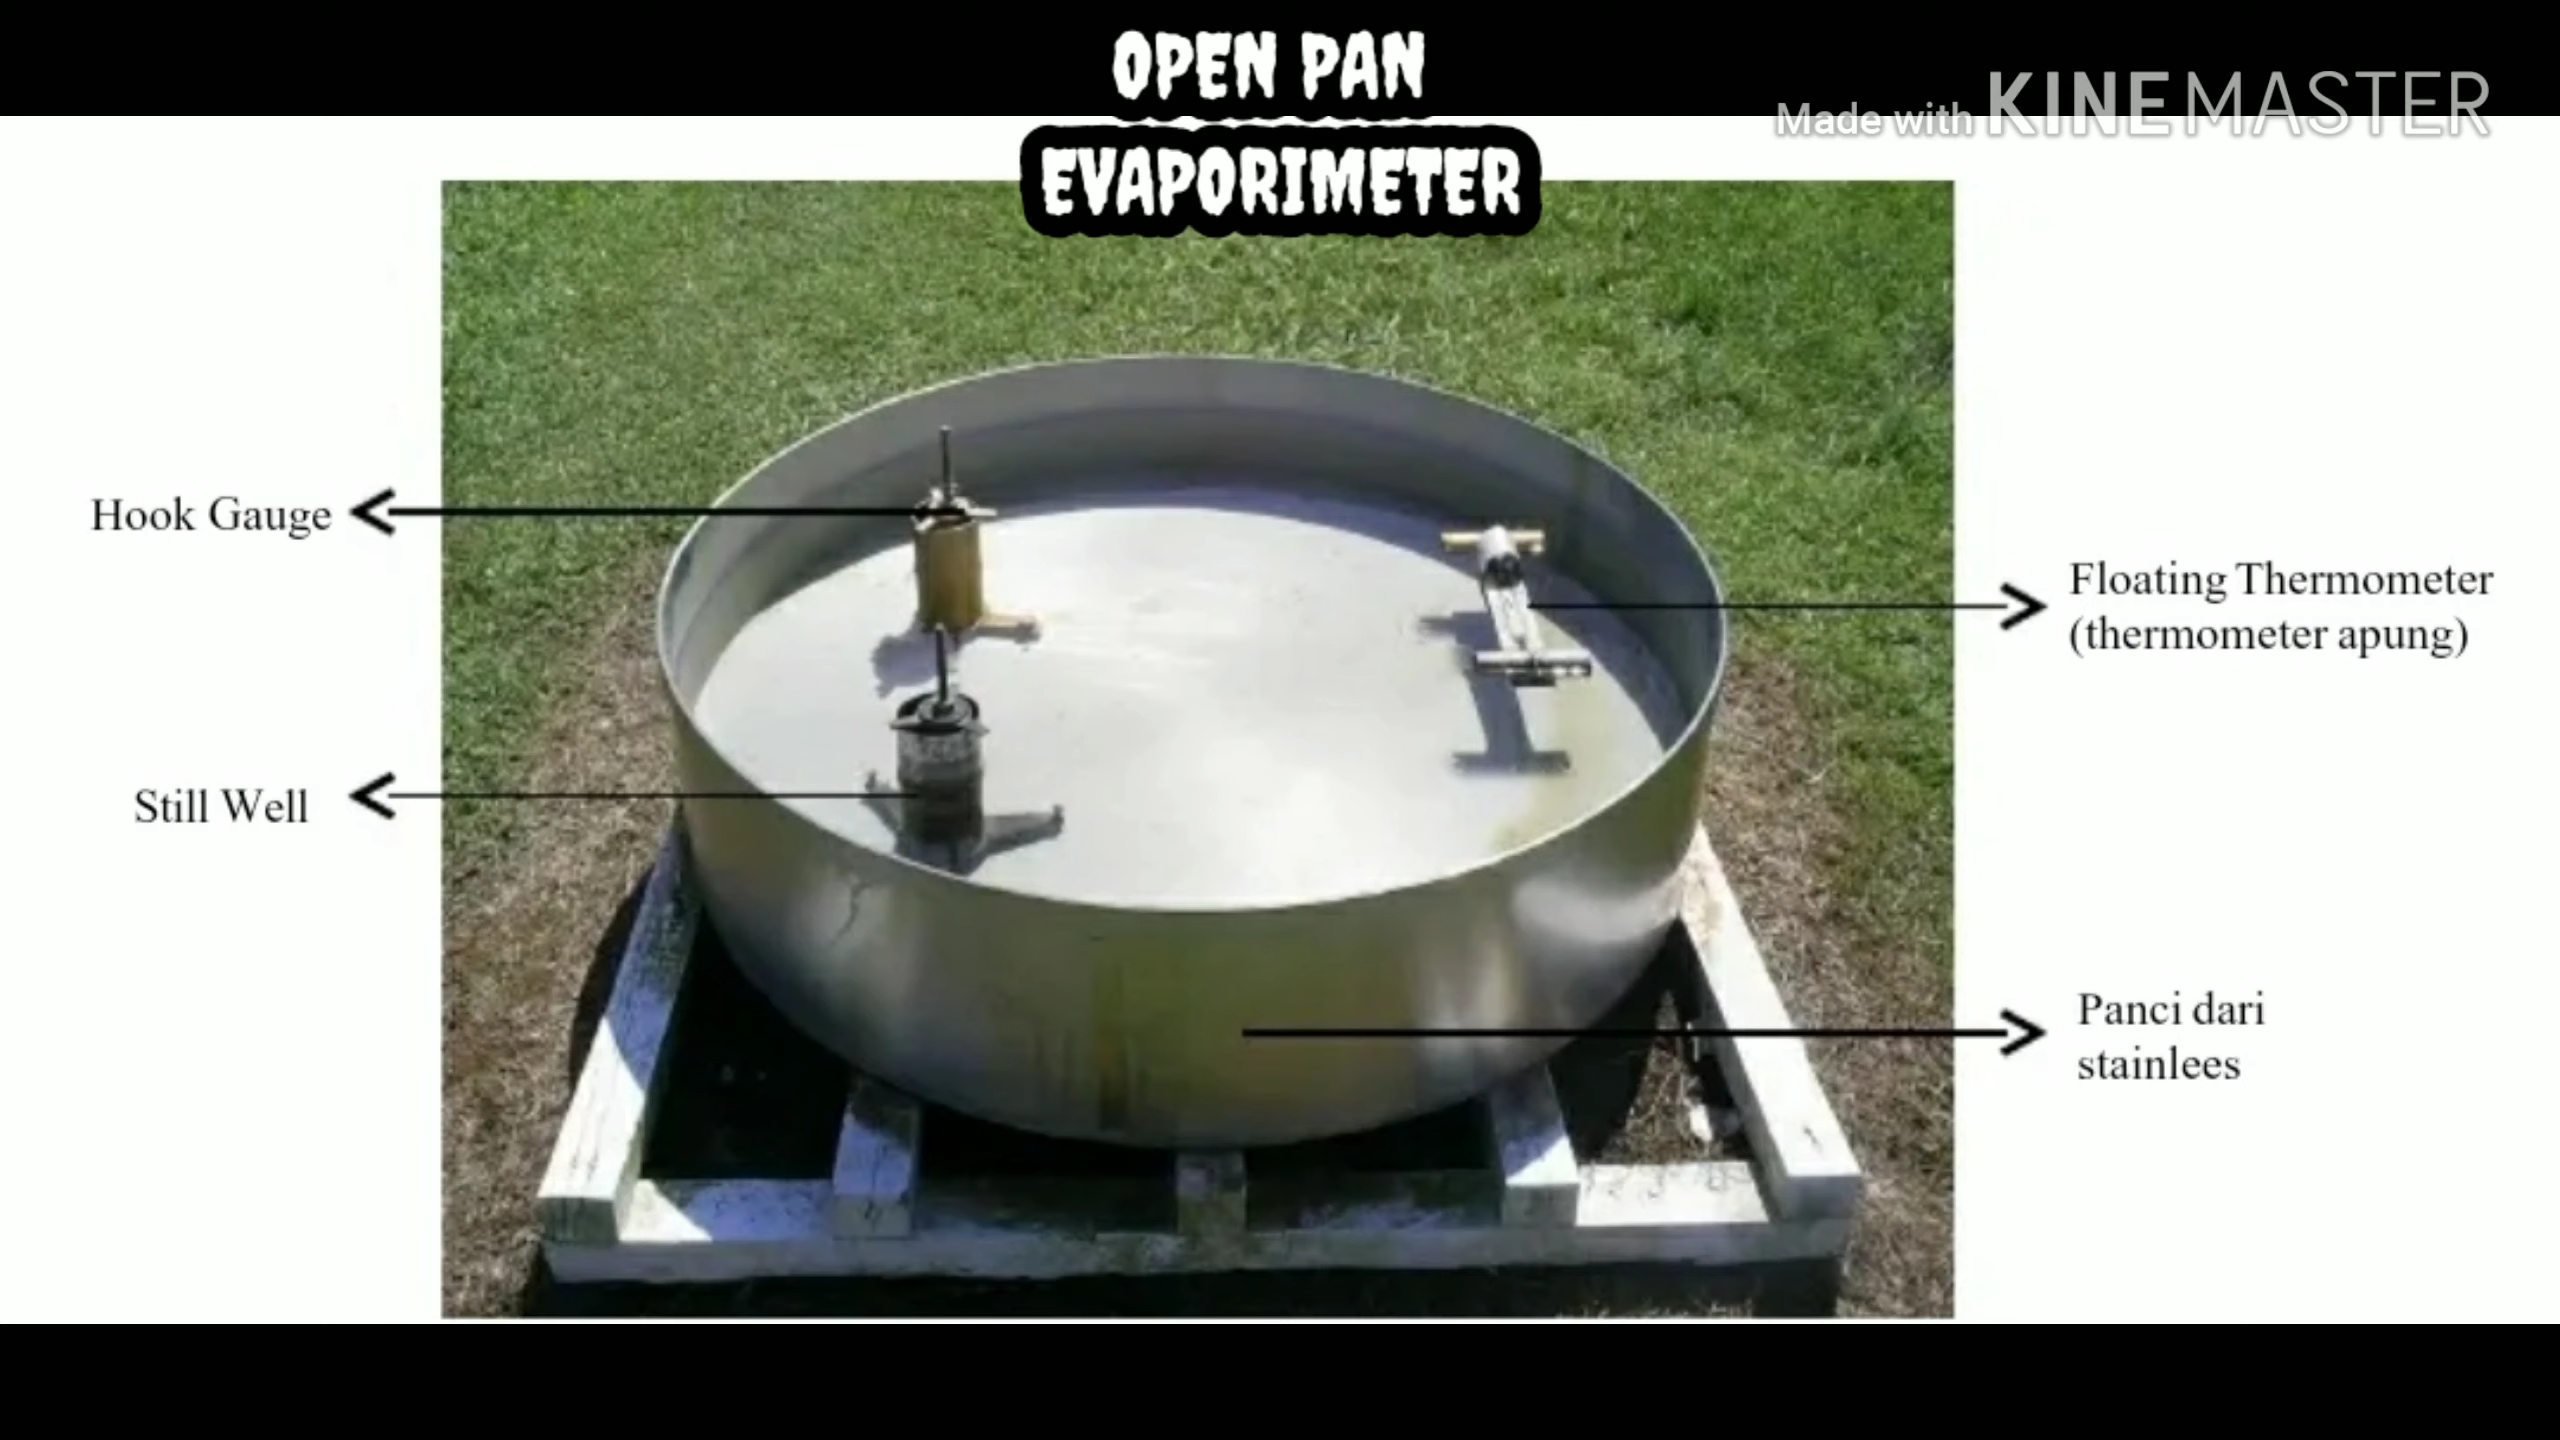 OPEN PAN
EVAPORIMETER
Made with KINEMASTER
Hook Gauge
Floating Thermometer
(thermometer apung)
Still Well
Panci dari
stainlees